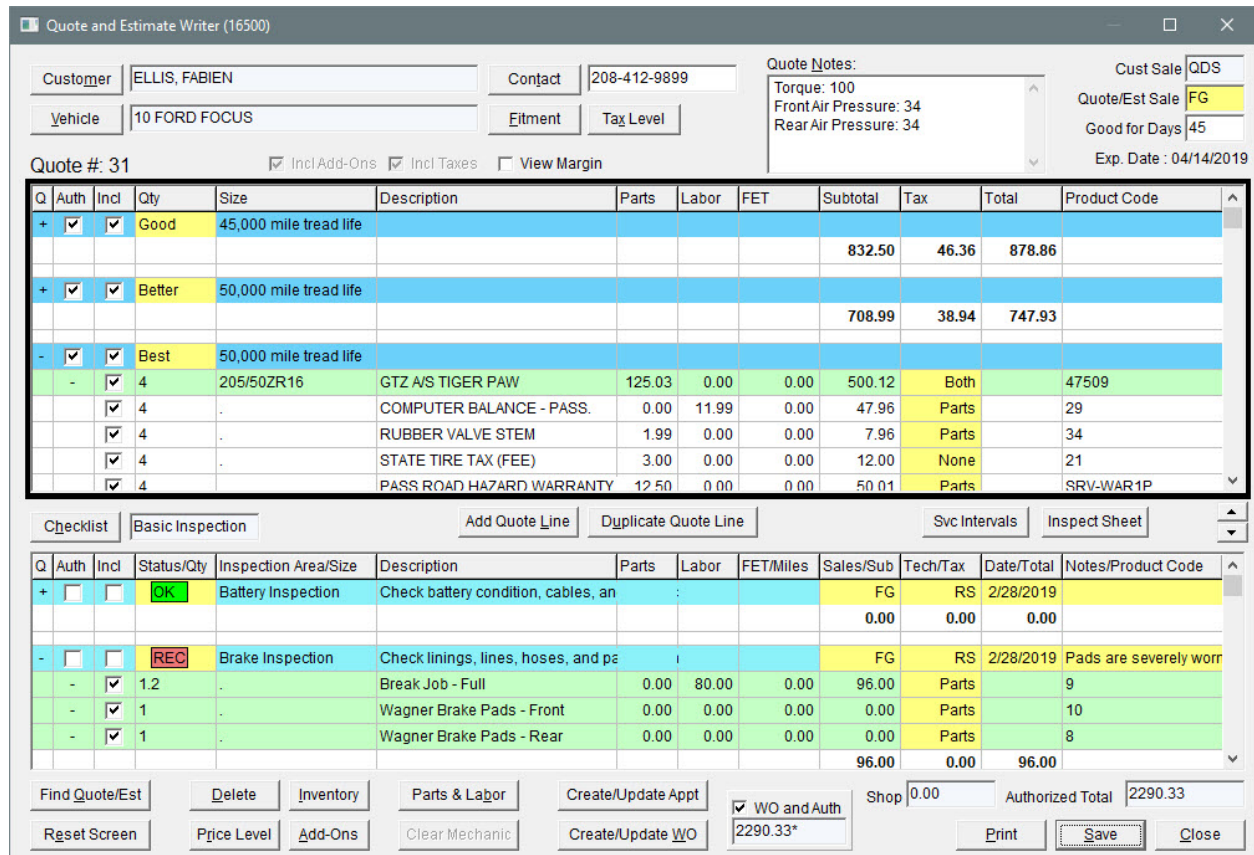 Quote and Estimate Writer (16500)
Customer ELLIS, FABIEN Contact 208-412-9899 Quote Notes: Cust Sale QDS
Torque: 100
Front Air Pressure: 34
Rear Air Pressure: 34
Quote/Est Sale FG
Vehicle 10 FORD FOCUS Fitment Tax Level Good for Days 45
Quote #: 31 Incl Add-Ons Incl Taxes View Margin Exp. Date : 04/14/2019
Q Auth Incl Qty Size Description Parts Labor FET Subtotal Tax Total Product Code
+ Good 45,000 mile tread life
832.50 46.36 878.86
+ Better 50,000 mile tread life
708.99 38.94 747.93
- Best 50,000 mile tread life
- 4 205/50ZR16 GTZ A/S TIGER PAW 125.03 0.00 0.00 500.12 Both 47509
4 . COMPUTER BALANCE - PASS. 0.00 11.99 0.00 47.96 Parts 29
4 . RUBBER VALVE STEM 1.99 0.00 0.00 7.96 Parts 34
4 . STATE TIRE TAX (FEE) 3.00 0.00 0.00 12.00 None 21
4 PASS ROAD HAZARD WARRANTY 12.50 0.00 0.00 50.01 Parts SRV-WAR1P
Checklist Basic Inspection Add Quote Line Duplicate Quote Line Svc Intervals Inspect Sheet
Q Auth Incl Status/Qty Inspection Area/Size Description Parts Labor FET/Miles Sales/Sub Tech/Tax Date/Total Notes/Product Code
+ OK Battery Inspection Check battery condition, cables, an FG RS 2/28/2019
0.00 0.00 0.00
- REC Brake Inspection Check linings, lines, hoses, and pa FG RS 2/28/2019 Pads are severely worn
- 1.2 . Break Job - Full 0.00 80.00 0.00 96.00 Parts 9
- 1 . Wagner Brake Pads - Front 0.00 0.00 0.00 0.00 Parts 10
- 1 . Wagner Brake Pads - Rear 0.00 0.00 0.00 0.00 Parts 8
96.00 0.00 96.00
Find Quote/Est Delete Inventory Parts & Labor Create/Update Appt WO and Auth Shop 0.00 Authorized Total 2290.33
Reset Screen Price Level Add-Ons Clear Mechanic Create/Update WO 2290.33* Print Save Close